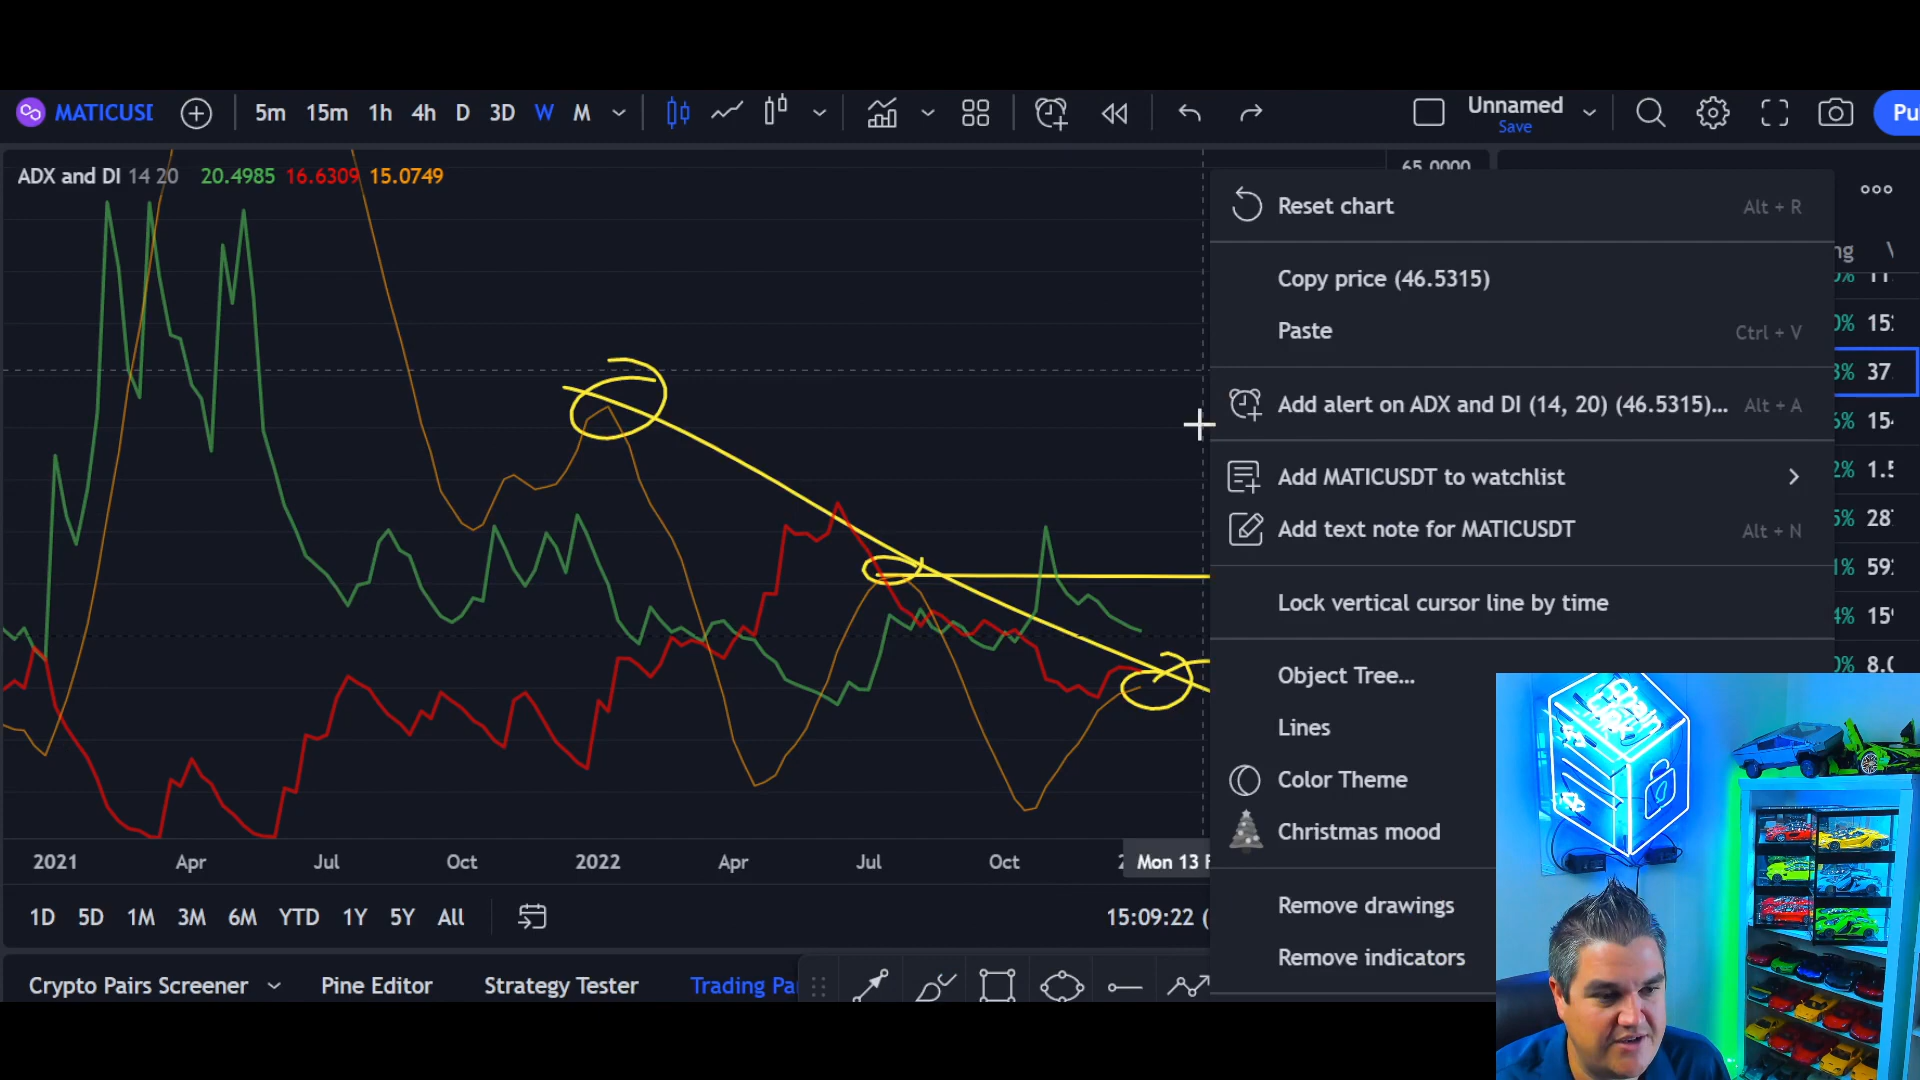 MATICUSD 5m 15m 1h 4h D 3D W M Unnamed
Save
ADX and DI 14 20 20.4985 16.6309 15.0749
65.0000
Reset chart Alt + R
Copy price (46.5315)
Paste Ctrl + V
Add alert on ADX and DI (14, 20) (46.5315)... Alt + A
Add MATICUSDT to watchlist
Add text note for MATICUSDT Alt + N
Lock vertical cursor line by time
Object Tree...
Lines
Color Theme
Christmas mood
Remove drawings
Remove indicators
2021 Apr Jul Oct 2022 Apr Jul Oct Mon 13 F
1D 5D 1M 3M 6M YTD 1Y 5Y All 15:09:22 (
Crypto Pairs Screener Pine Editor Strategy Tester Trading Pa